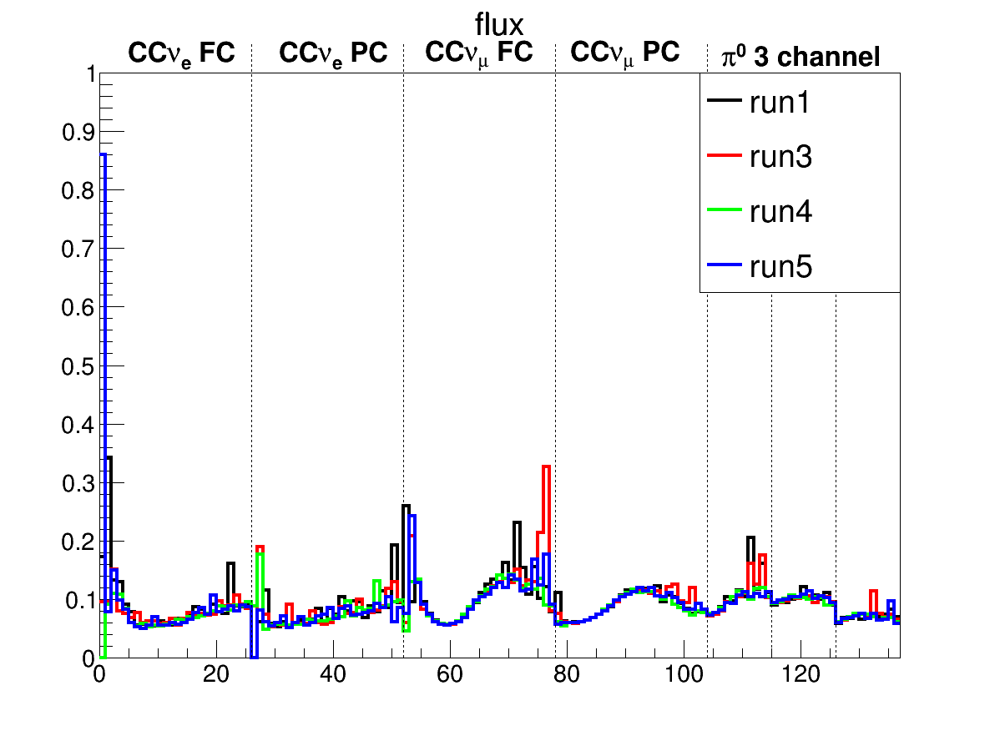 flux
CCνe FC CCνe PC CCνμ FC CCνμ PC π0 3 channel
1
0.9
0.8
0.7
0.6
0.5
0.4
0.3
0.2
0.1
0
run1
run3
run4
run5
0 20 40 60 80 100 120